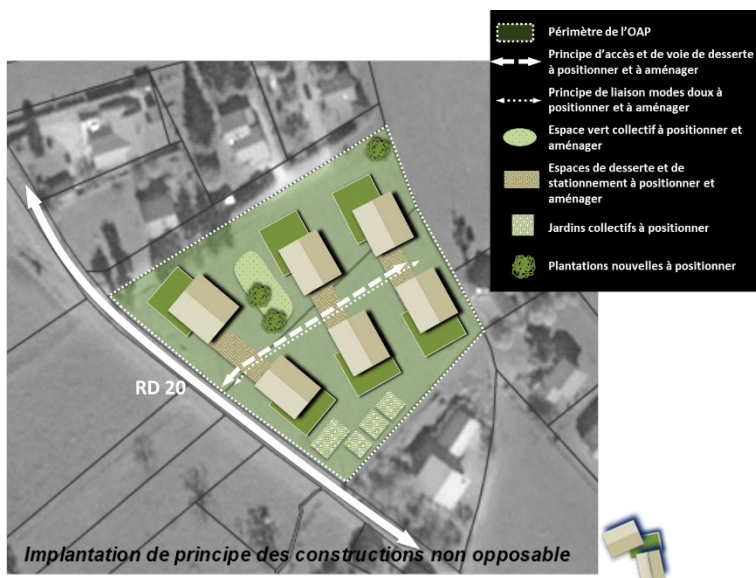 Périmètre de l’OAP
Principe d’accès et de voie de desserte
à positionner et à aménager
Principe de liaison modes doux à
positionner et à aménager
Espace vert collectif à positionner et
aménager
Espaces de desserte et de
stationnement à positionner et
aménager
Jardins collectifs à positionner
Plantations nouvelles à positionner
RD 20
Implantation de principe des constructions non opposable